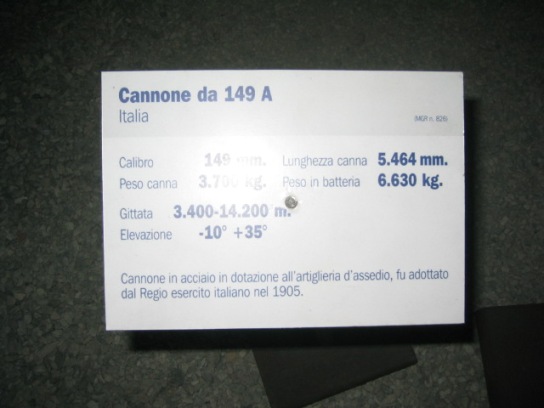 Cannone da 149 A
Italia
(MGR n. 826)
Calibro 149 mm. Lunghezza canna 5.464 mm.
Peso canna kg. Peso in batteria 6.630 kg.
Gittata 3.400-14.200 m.
Elevazione -10° +35°
Cannone in acciaio in dotazione all'artiglieria d'assedio, fu adottato
dal Regio esercito italiano nel 1905.